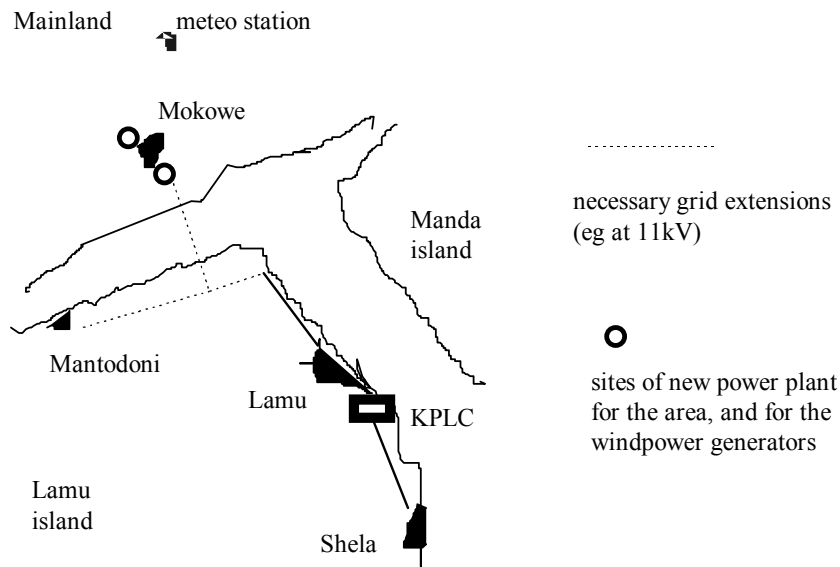 Mainland
meteo station
Mokowe
Manda
island
necessary grid extensions
(eg at 11kV)
Mantodoni
Lamu
KPLC
sites of new power plant
for the area, and for the
windpower generators
Lamu
island
Shela